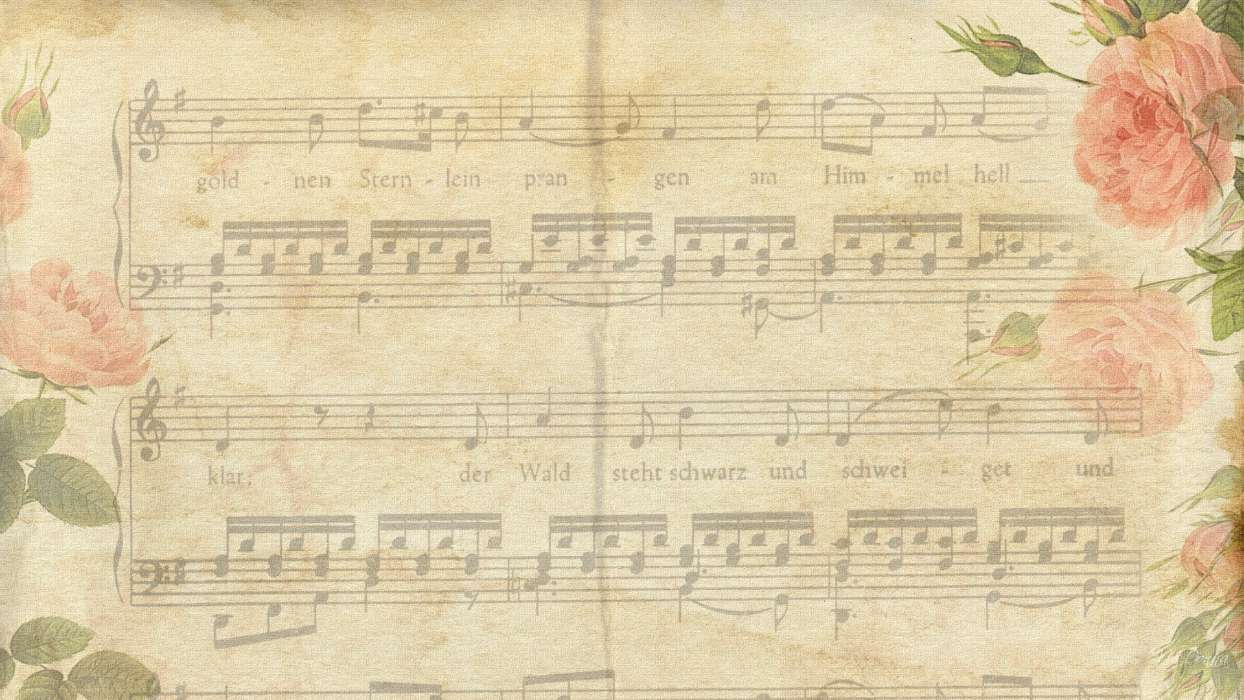 gold - nen Stern - lein pran - gen am Him - mel hell
klar; der Wald steht schwarz und schwei - get und